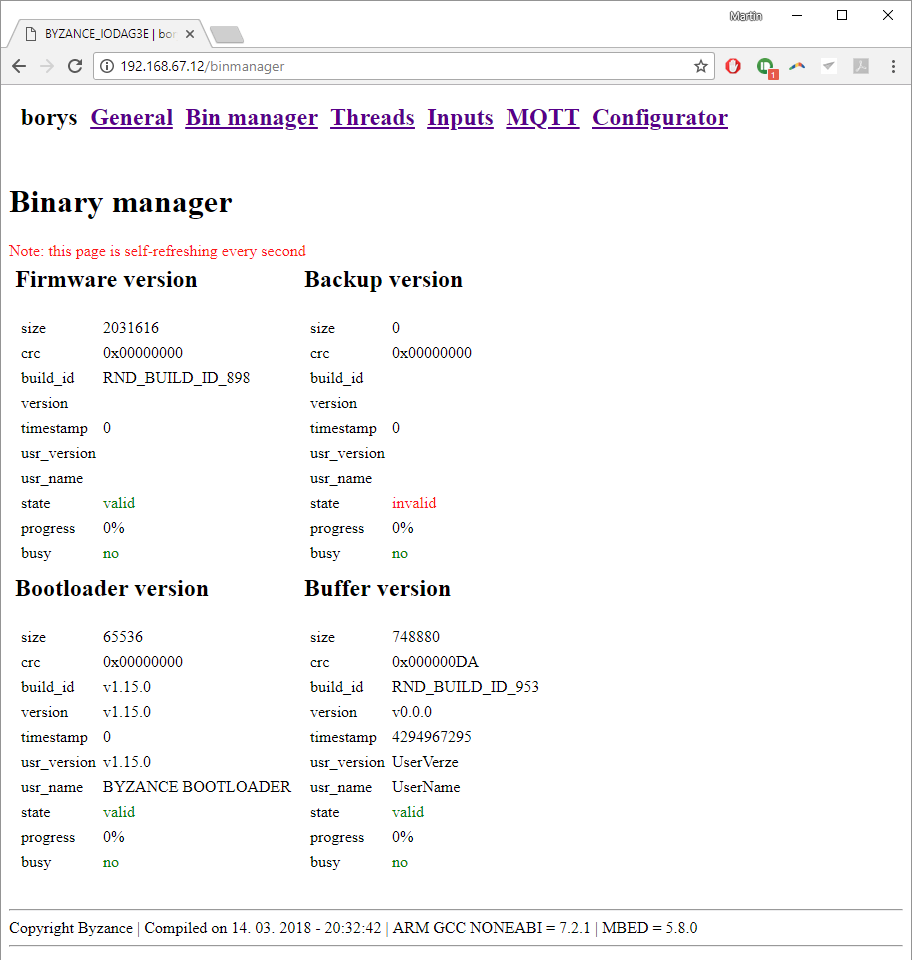 Martin
BYZANCE_IODAG3E | bor
192.168.67.12/binmanager
1
borys General Bin manager Threads Inputs MQTT Configurator
Binary manager
Note: this page is self-refreshing every second
Firmware version
size 2031616
crc 0x00000000
build_id RND_BUILD_ID_898
version
timestamp 0
usr_version
usr_name
state valid
progress 0%
busy no
Backup version
size 0
crc 0x00000000
build_id
version
timestamp 0
usr_version
usr_name
state invalid
progress 0%
busy no
Bootloader version
size 65536
crc 0x00000000
build_id v1.15.0
version v1.15.0
timestamp 0
usr_version v1.15.0
usr_name BYZANCE BOOTLOADER
state valid
progress 0%
busy no
Buffer version
size 748880
crc 0x000000DA
build_id RND_BUILD_ID_953
version v0.0.0
timestamp 4294967295
usr_version UserVerze
usr_name UserName
state valid
progress 0%
busy no
Copyright Byzance | Compiled on 14. 03. 2018 - 20:32:42 | ARM GCC NONEABI = 7.2.1 | MBED = 5.8.0